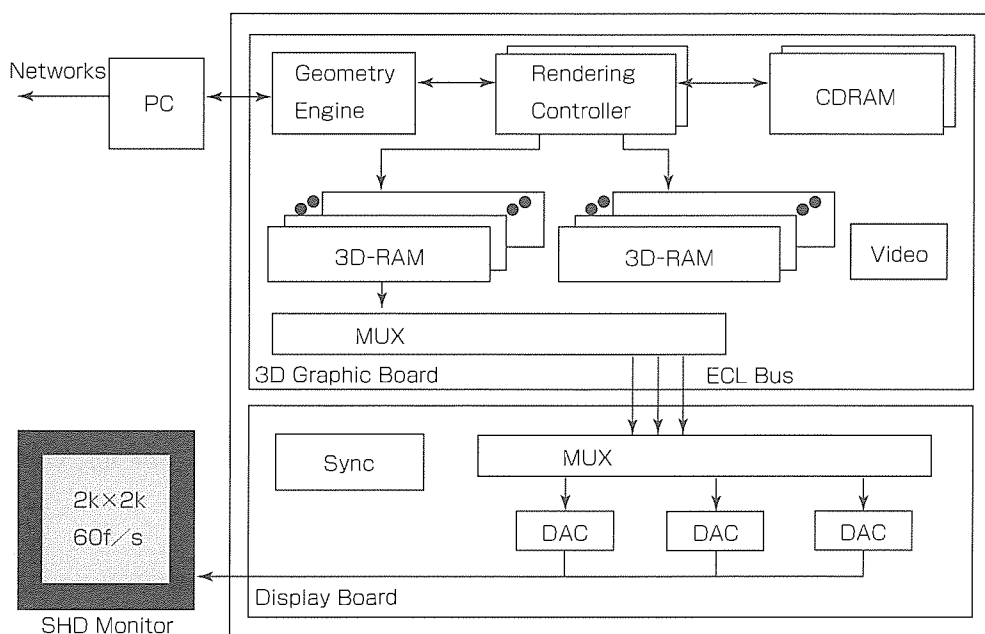 Networks
PC
Geometry
Engine
Rendering
Controller
CDRAM
3D-RAM
3D-RAM
Video
MUX
3D Graphic Board
ECL Bus
Sync
MUX
2k×2k
60f/s
DAC
DAC
DAC
Display Board
SHD Monitor